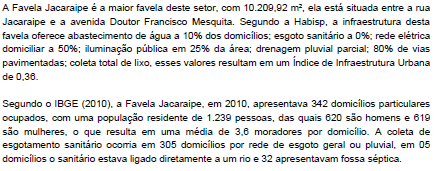 A Favela Jacaraipe é a maior favela deste setor, com 10.209,92 m², ela está situada entre a rua
Jacaraipe e a avenida Doutor Francisco Mesquita. Segundo a Habisp, a infraestrutura desta
favela oferece abastecimento de água a 10% dos domicílios; esgoto sanitário a 0%; rede elétrica
domiciliar a 50%; iluminação pública em 25% da área; drenagem pluvial parcial; 80% de vias
pavimentadas; coleta total de lixo, esses valores resultam em um Índice de Infraestrutura Urbana
de 0,36.
Segundo o IBGE (2010), a Favela Jacaraipe, em 2010, apresentava 342 domicílios particulares
ocupados, com uma população residente de 1.239 pessoas, das quais 620 são homens e 619
são mulheres, o que resulta em uma média de 3,6 moradores por domicílio. A coleta de
esgotamento sanitário ocorria em 305 domicílios por rede de esgoto geral ou pluvial, em 05
domicílios o sanitário estava ligado diretamente a um rio e 32 apresentavam fossa séptica.